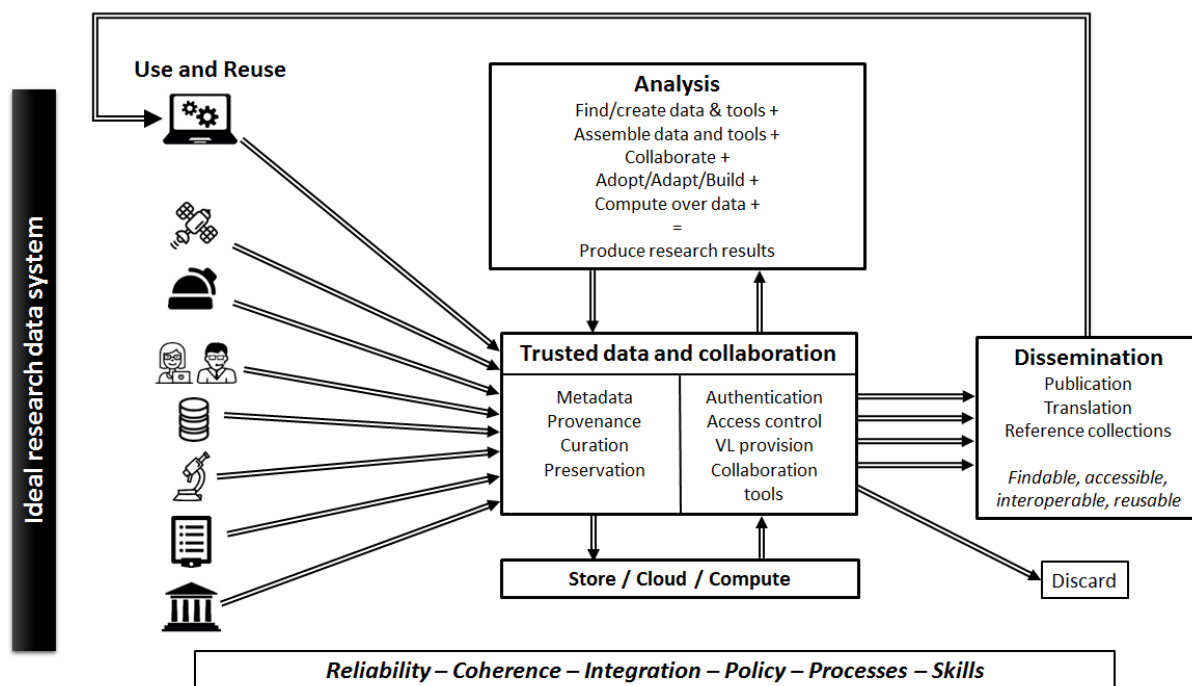 Ideal research data system
Use and Reuse
Analysis
Find/create data & tools +
Assemble data and tools +
Collaborate +
Adopt/Adapt/Build +
Compute over data +
=
Produce research results
Trusted data and collaboration
Metadata
Provenance
Curation
Preservation
Authentication
Access control
VL provision
Collaboration
tools
Dissemination
Publication
Translation
Reference collections
Findable, accessible,
interoperable, reusable
Discard
Store / Cloud / Compute
Reliability – Coherence – Integration – Policy – Processes – Skills